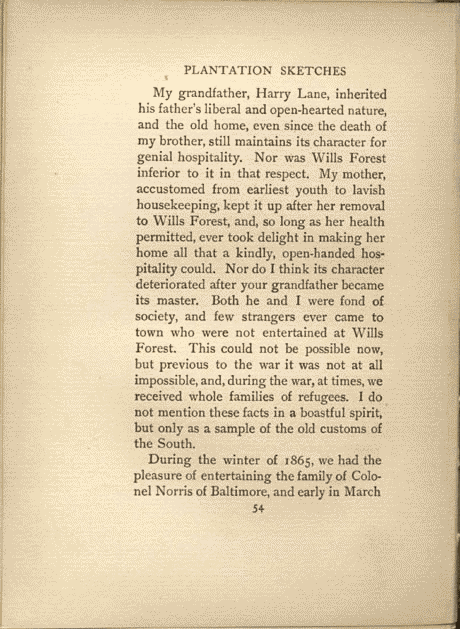 PLANTATION SKETCHES
My grandfather, Harry Lane, inherited
his father's liberal and open-hearted nature,
and the old home, even since the death of
my brother, still maintains its character for
genial hospitality. Nor was Wills Forest
inferior to it in that respect. My mother,
accustomed from earliest youth to lavish
housekeeping, kept it up after her removal
to Wills Forest, and, so long as her health
permitted, ever took delight in making her
home all that a kindly, open-handed hos-
pitality could. Nor do I think its character
deteriorated after your grandfather became
its master. Both he and I were fond of
society, and few strangers ever came to
town who were not entertained at Wills
Forest. This could not be possible now,
but previous to the war it was not at all
impossible, and, during the war, at times, we
received whole families of refugees. I do
not mention these facts in a boastful spirit,
but only as a sample of the old customs of
the South.
During the winter of 1865, we had the
pleasure of entertaining the family of Colo-
nel Norris of Baltimore, and early in March
54